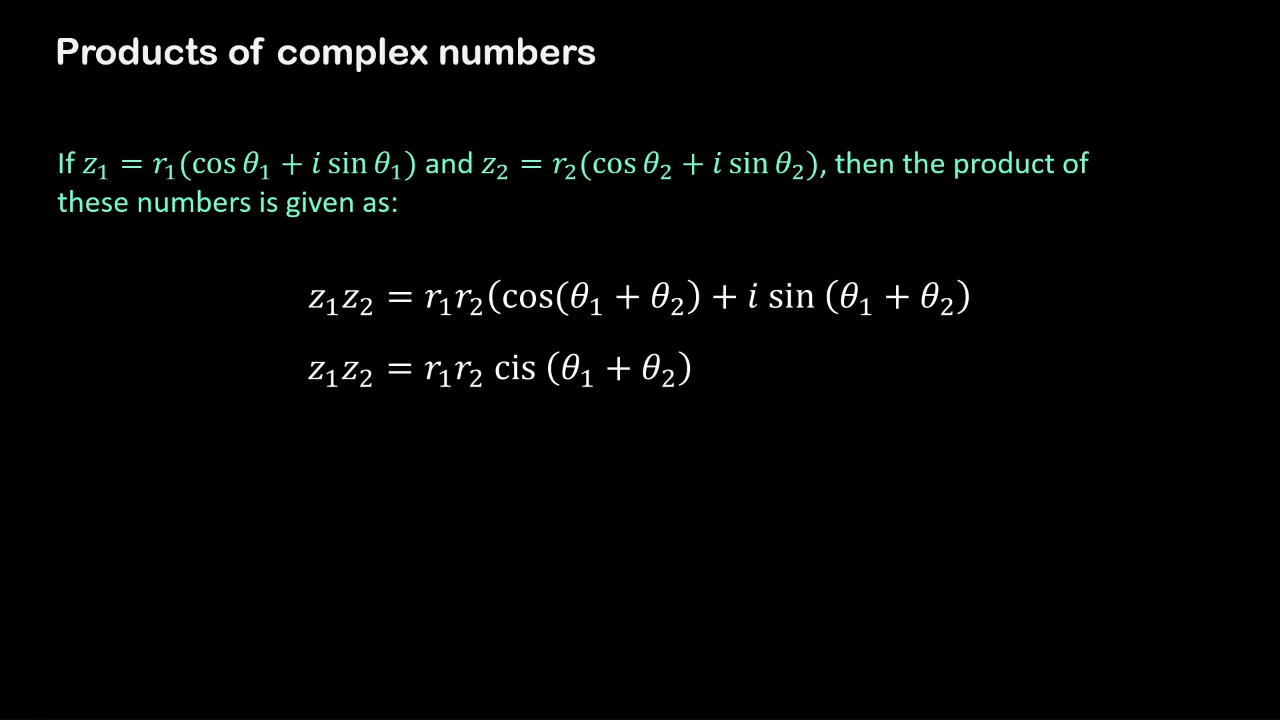 Products of complex numbers
If z₁ = r₁(cos θ₁ + i sin θ₁) and z₂ = r₂(cos θ₂ + i sin θ₂), then the product of
these numbers is given as:
z₁z₂ = r₁r₂(cos(θ₁ + θ₂) + i sin (θ₁ + θ₂)
z₁z₂ = r₁r₂ cis (θ₁ + θ₂)